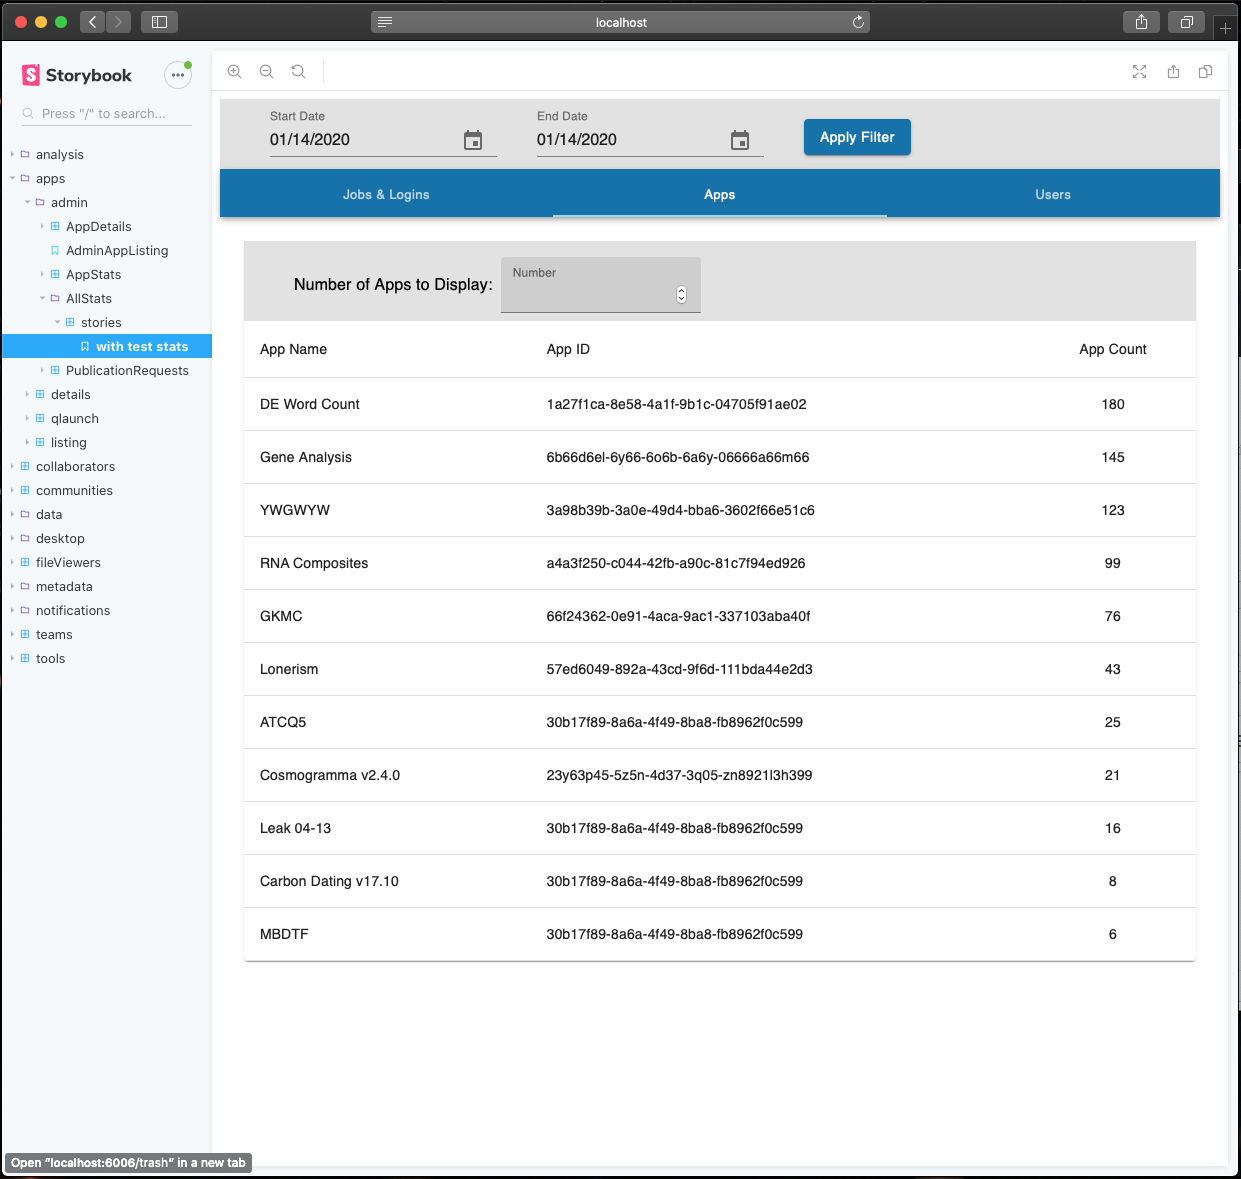 localhost
Storybook
Press "/" to search...
analysis
apps
admin
AppDetails
AdminAppListing
AppStats
AllStats
stories
with test stats
PublicationRequests
details
qlaunch
listing
collaborators
communities
data
desktop
fileViewers
metadata
notifications
teams
tools
Start Date
01/14/2020
End Date
01/14/2020
Apply Filter
Jobs & Logins Apps Users
Number of Apps to Display: Number
App Name App ID App Count
DE Word Count 1a27f1ca-8e58-4a1f-9b1c-04705f91ae02 180
Gene Analysis 6b66d6el-6y66-6o6b-6a6y-06666a66m66 145
YWGWYW 3a98b39b-3a0e-49d4-bba6-3602f66e51c6 123
RNA Composites a4a3f250-c044-42fb-a90c-81c7f94ed926 99
GKMC 66f24362-0e91-4aca-9ac1-337103aba40f 76
Lonerism 57ed6049-892a-43cd-9f6d-111bda44e2d3 43
ATCQ5 30b17f89-8a6a-4f49-8ba8-fb8962f0c599 25
Cosmogramma v2.4.0 23y63p45-5z5n-4d37-3q05-zn8921l3h399 21
Leak 04-13 30b17f89-8a6a-4f49-8ba8-fb8962f0c599 16
Carbon Dating v17.10 30b17f89-8a6a-4f49-8ba8-fb8962f0c599 8
MBDTF 30b17f89-8a6a-4f49-8ba8-fb8962f0c599 6
Open "localhost:6006/trash" in a new tab